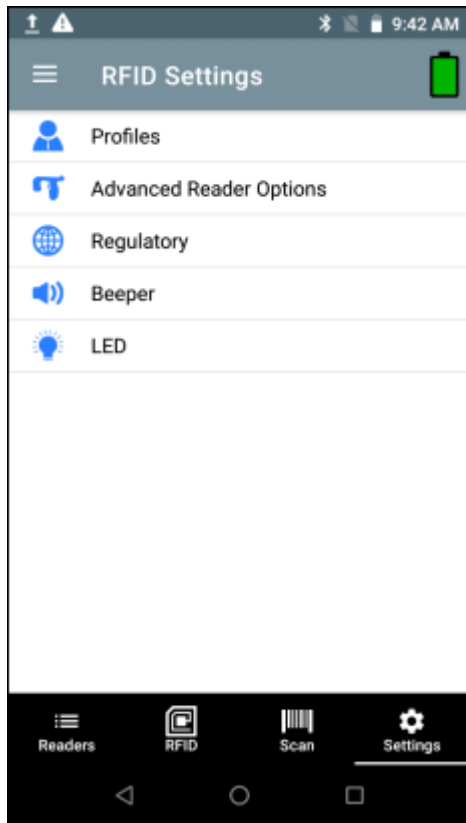 9:42 AM
RFID Settings
Profiles
Advanced Reader Options
Regulatory
Beeper
LED
Readers RFID Scan Settings